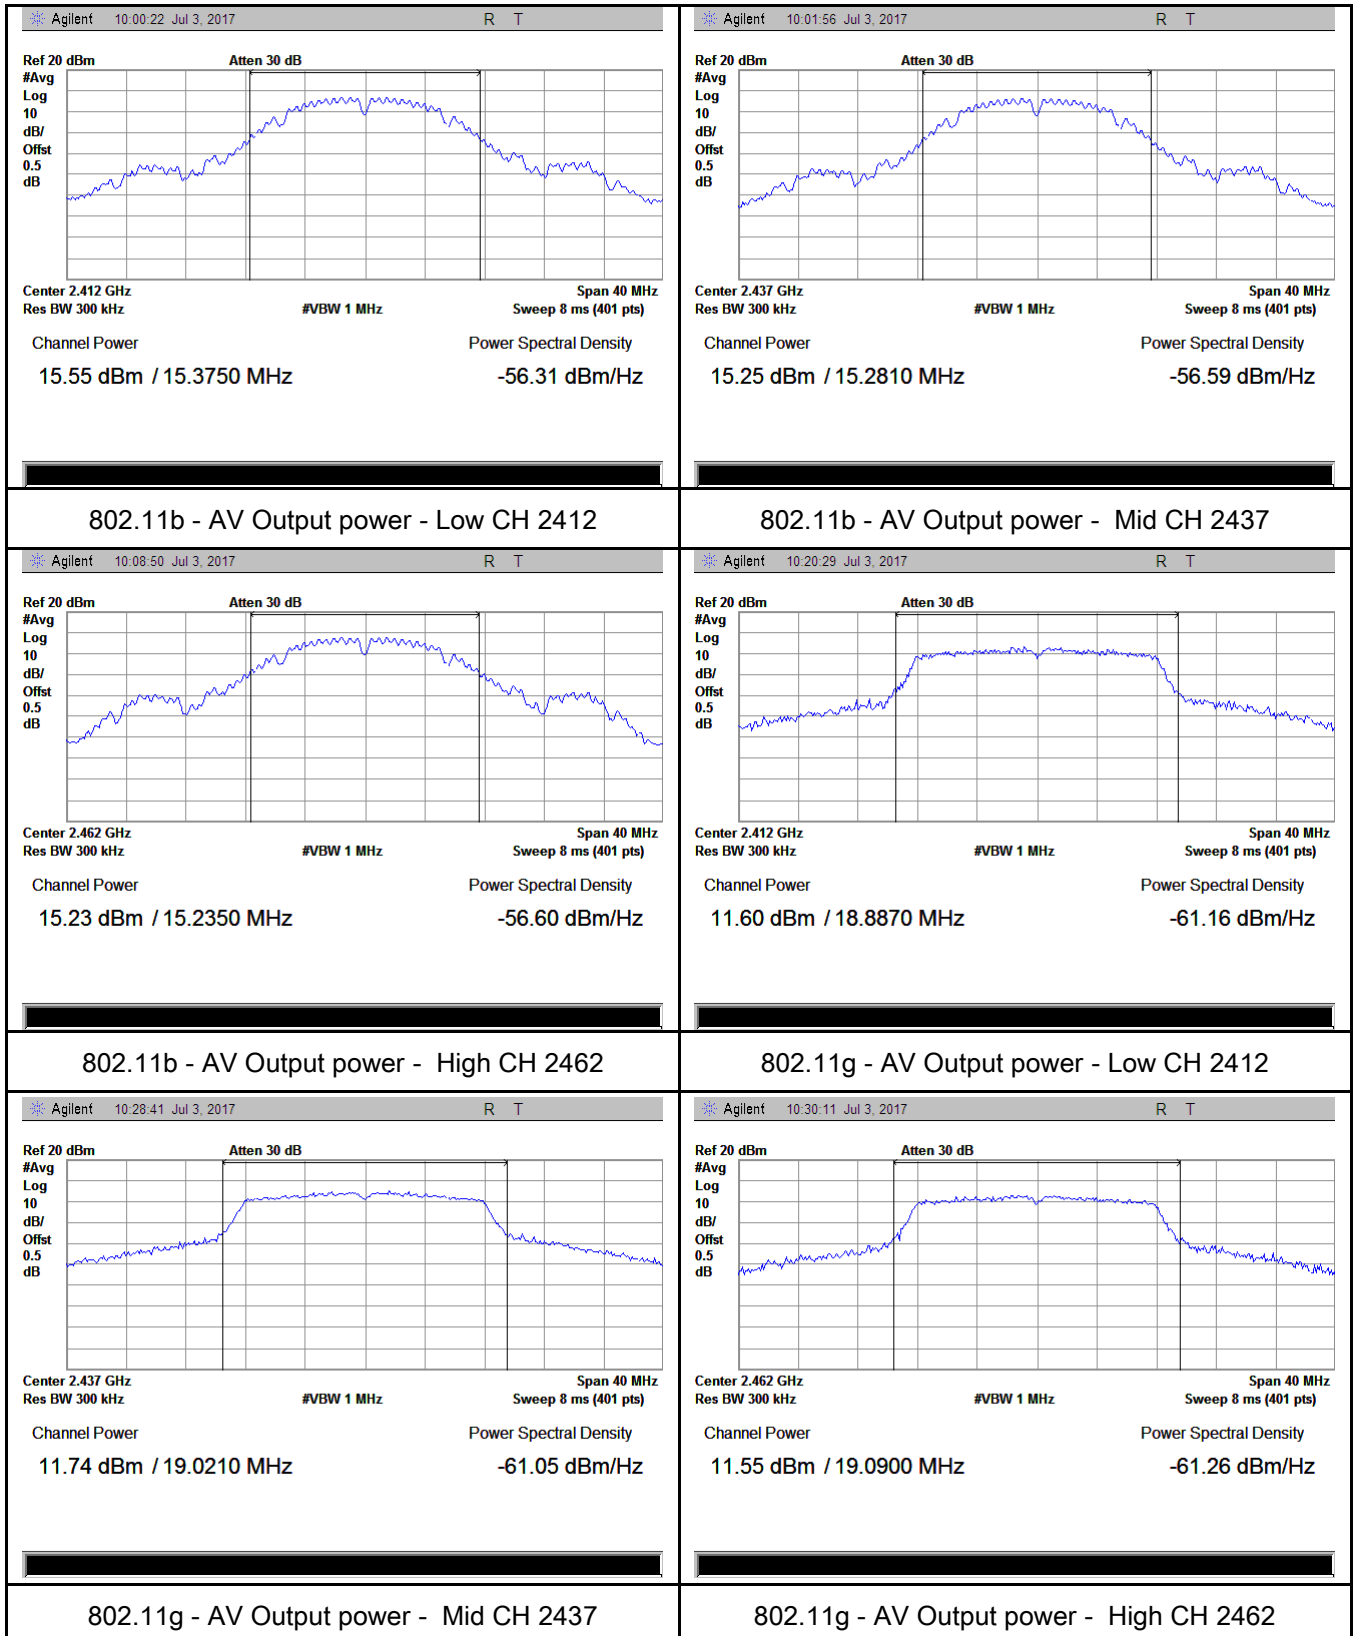 Agilent 10:00:22 Jul 3, 2017 R T
Ref 20 dBm Atten 30 dB
#Avg
Log
10
dB/
Offst
0.5
dB
Center 2.412 GHz Span 40 MHz
Res BW 300 kHz #VBW 1 MHz Sweep 8 ms (401 pts)
Channel Power Power Spectral Density
15.55 dBm / 15.3750 MHz -56.31 dBm/Hz
802.11b - AV Output power - Low CH 2412
Agilent 10:01:56 Jul 3, 2017 R T
Ref 20 dBm Atten 30 dB
#Avg
Log
10
dB/
Offst
0.5
dB
Center 2.437 GHz Span 40 MHz
Res BW 300 kHz #VBW 1 MHz Sweep 8 ms (401 pts)
Channel Power Power Spectral Density
15.25 dBm / 15.2810 MHz -56.59 dBm/Hz
802.11b - AV Output power - Mid CH 2437
Agilent 10:08:50 Jul 3, 2017 R T
Ref 20 dBm Atten 30 dB
#Avg
Log
10
dB/
Offst
0.5
dB
Center 2.462 GHz Span 40 MHz
Res BW 300 kHz #VBW 1 MHz Sweep 8 ms (401 pts)
Channel Power Power Spectral Density
15.23 dBm / 15.2350 MHz -56.60 dBm/Hz
802.11b - AV Output power - High CH 2462
Agilent 10:20:29 Jul 3, 2017 R T
Ref 20 dBm Atten 30 dB
#Avg
Log
10
dB/
Offst
0.5
dB
Center 2.412 GHz Span 40 MHz
Res BW 300 kHz #VBW 1 MHz Sweep 8 ms (401 pts)
Channel Power Power Spectral Density
11.60 dBm / 18.8870 MHz -61.16 dBm/Hz
802.11g - AV Output power - Low CH 2412
Agilent 10:28:41 Jul 3, 2017 R T
Ref 20 dBm Atten 30 dB
#Avg
Log
10
dB/
Offst
0.5
dB
Center 2.437 GHz Span 40 MHz
Res BW 300 kHz #VBW 1 MHz Sweep 8 ms (401 pts)
Channel Power Power Spectral Density
11.74 dBm / 19.0210 MHz -61.05 dBm/Hz
802.11g - AV Output power - Mid CH 2437
Agilent 10:30:11 Jul 3, 2017 R T
Ref 20 dBm Atten 30 dB
#Avg
Log
10
dB/
Offst
0.5
dB
Center 2.462 GHz Span 40 MHz
Res BW 300 kHz #VBW 1 MHz Sweep 8 ms (401 pts)
Channel Power Power Spectral Density
11.55 dBm / 19.0900 MHz -61.26 dBm/Hz
802.11g - AV Output power - High CH 2462